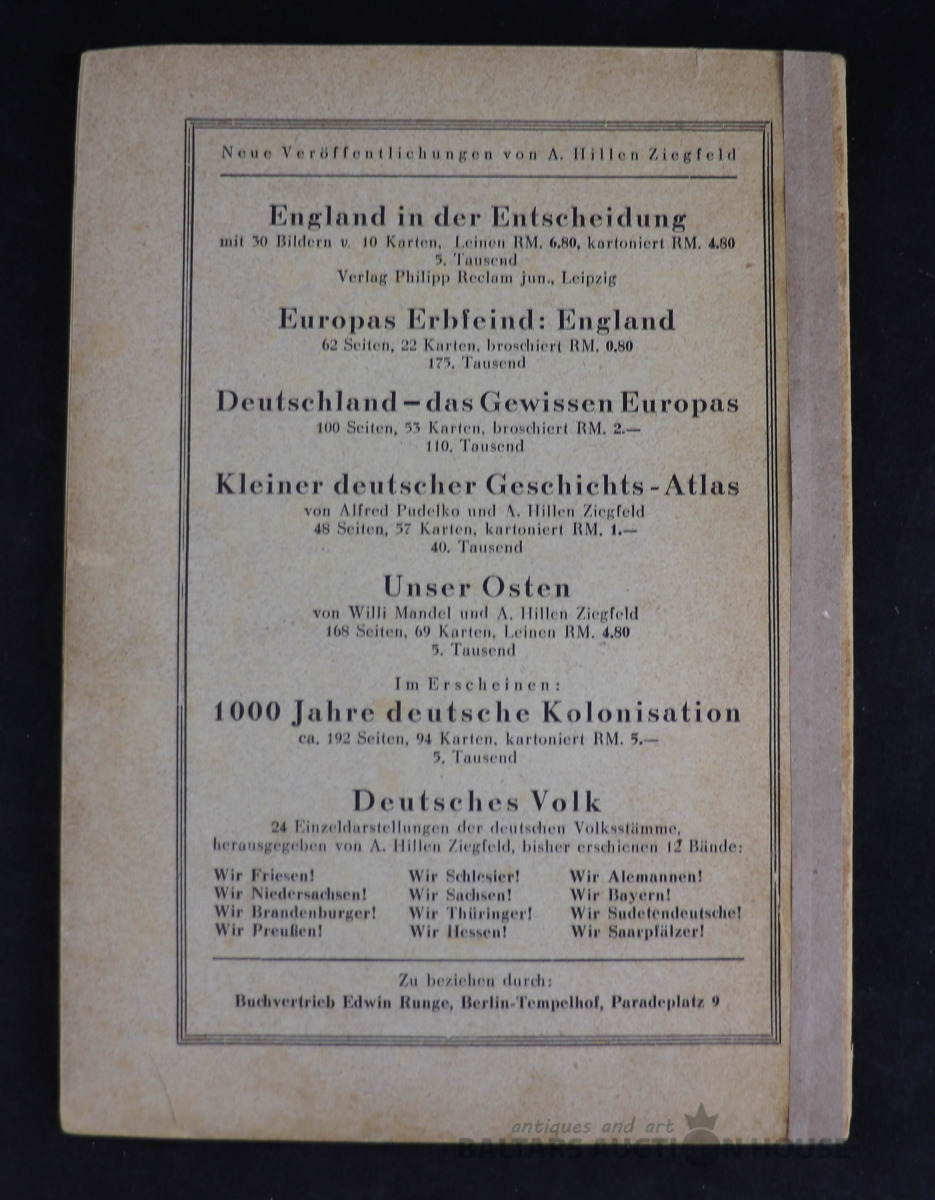 Neue Veröffentlichungen von A. Hillen Ziegfeld
England in der Entscheidung
mit 30 Bildern u. 10 Karten, Leinen RM. 6.80, kartoniert RM. 4.80
5. Tausend
Verlag Philipp Reclam jun., Leipzig
Europas Erbfeind: England
62 Seiten, 22 Karten, broschiert RM. 0.80
175. Tausend
Deutschland – das Gewissen Europas
100 Seiten, 53 Karten, broschiert RM. 2.—
110. Tausend
Kleiner deutscher Geschichts-Atlas
von Alfred Pudelko und A. Hillen Ziegfeld
48 Seiten, 57 Karten, kartoniert RM. 1.—
40. Tausend
Unser Osten
von Willi Mandel und A. Hillen Ziegfeld
168 Seiten, 69 Karten, Leinen RM. 4.80
5. Tausend
Im Erscheinen:
1000 Jahre deutsche Kolonisation
ca. 192 Seiten, 94 Karten, kartoniert RM. 5.—
5. Tausend
Deutsches Volk
24 Einzeldarstellungen der deutschen Volksstämme,
herausgegeben von A. Hillen Ziegfeld, bisher erschienen 12 Bände:
Wir Friesen! Wir Schlesier! Wir Alemannen!
Wir Niedersachsen! Wir Sachsen! Wir Bayern!
Wir Brandenburger! Wir Thüringer! Wir Sudetendeutsche!
Wir Preußen! Wir Hessen! Wir Saarpfälzer!
Zu beziehen durch:
Buchvertrieb Edwin Runge, Berlin-Tempelhof, Paradeplatz 9
antiques and art
BALTARS AUCTION HOUSE